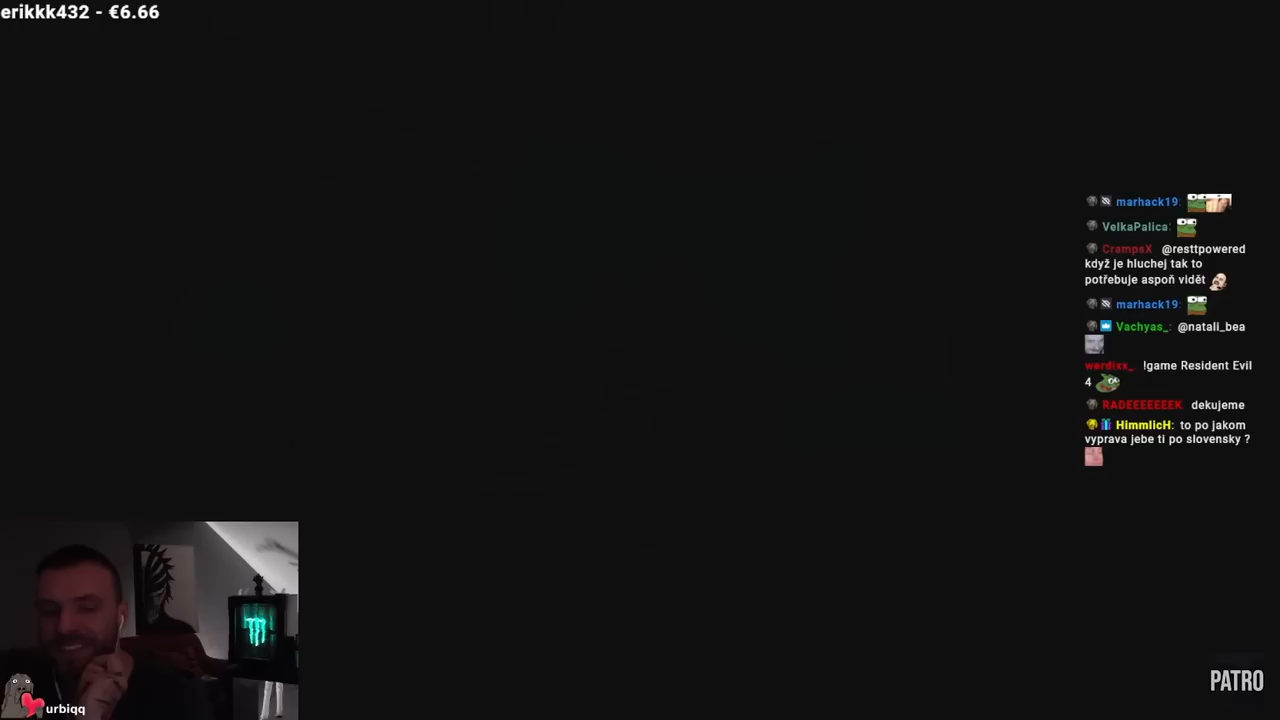 erikkk432 - €6.66
marhack19:
VelkaPalica:
CrampsX @resttpowered
když je hluchej tak to
potřebuje aspoň vidět
marhack19:
Vachyas_: @natali_bea
wardixx_ !game Resident Evil
4
RADEEEEEEEK dekujeme
HimmlicH: to po jakom
vyprava jebe ti po slovensky ?
urbiqq
PATRO